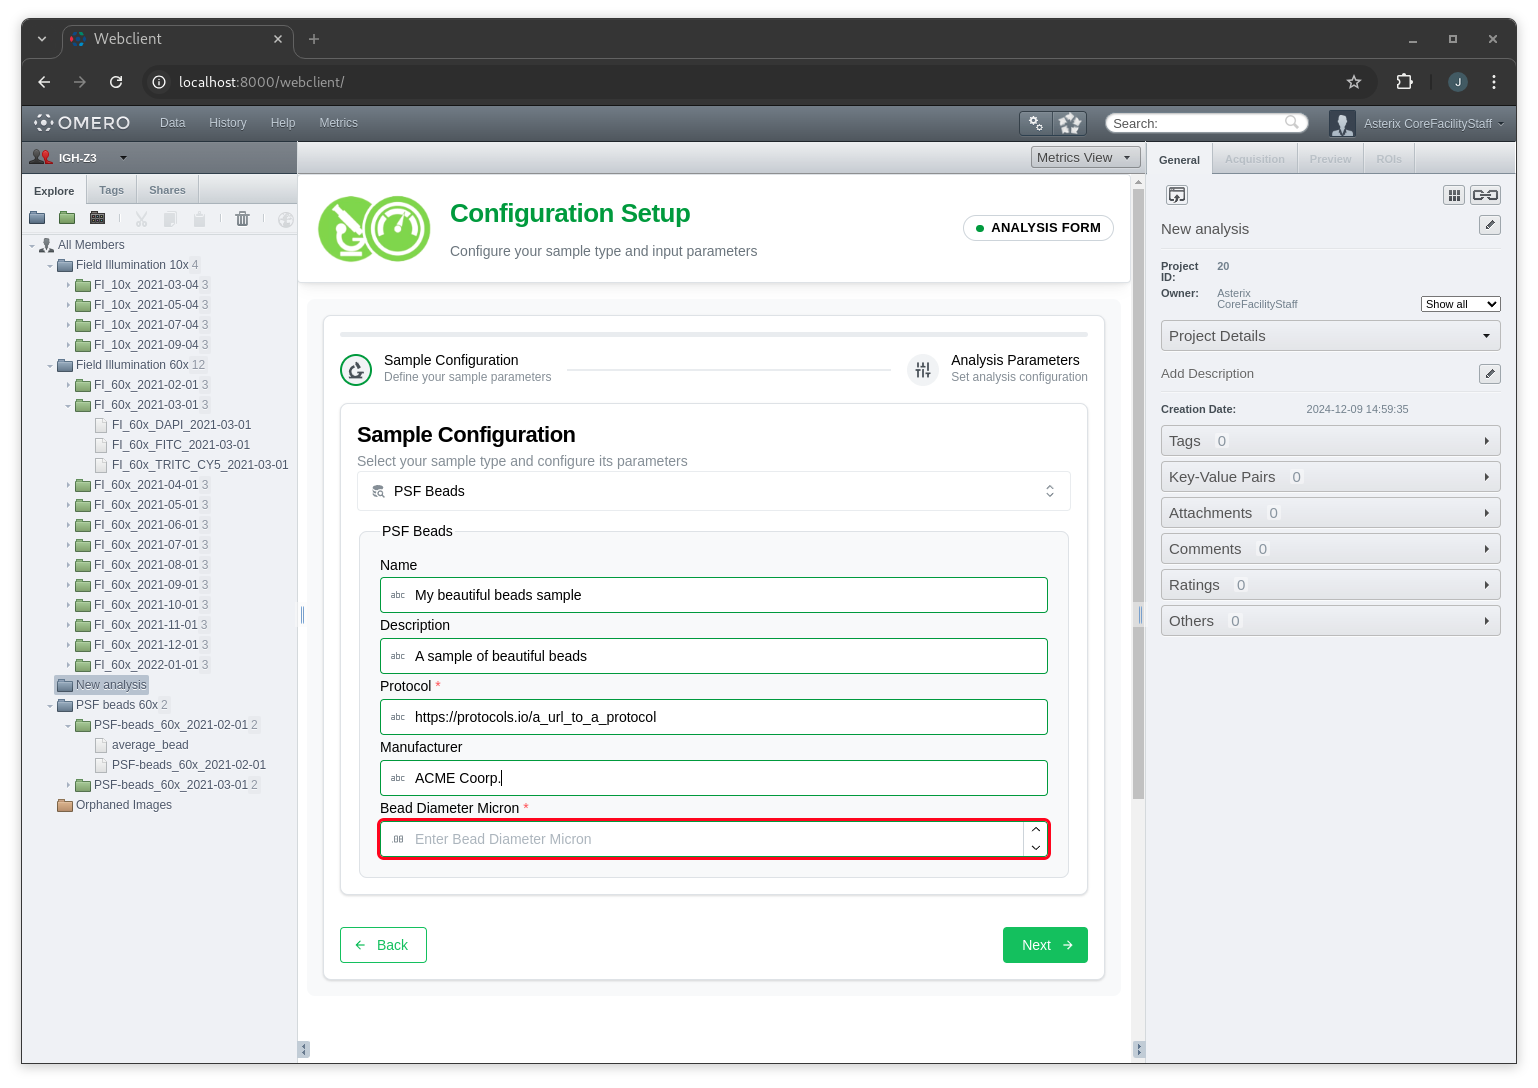 Webclient
localhost:8000/webclient/
J
OMERO
Data
History
Help
Metrics
Search:
Asterix CoreFacilityStaff
IGH-Z3
Explore
Tags
Shares
All Members
Field Illumination 10x 4
FI_10x_2021-03-04 3
FI_10x_2021-05-04 3
FI_10x_2021-07-04 3
FI_10x_2021-09-04 3
Field Illumination 60x 12
FI_60x_2021-02-01 3
FI_60x_2021-03-01 3
FI_60x_DAPI_2021-03-01
FI_60x_FITC_2021-03-01
FI_60x_TRITC_CY5_2021-03-01
FI_60x_2021-04-01 3
FI_60x_2021-05-01 3
FI_60x_2021-06-01 3
FI_60x_2021-07-01 3
FI_60x_2021-08-01 3
FI_60x_2021-09-01 3
FI_60x_2021-10-01 3
FI_60x_2021-11-01 3
FI_60x_2021-12-01 3
FI_60x_2022-01-01 3
New analysis
PSF beads 60x 2
PSF-beads_60x_2021-02-01 2
average_bead
PSF-beads_60x_2021-02-01
PSF-beads_60x_2021-03-01 2
Orphaned Images
Metrics View
Configuration Setup
Configure your sample type and input parameters
ANALYSIS FORM
Sample Configuration
Define your sample parameters
Analysis Parameters
Set analysis configuration
Sample Configuration
Select your sample type and configure its parameters
PSF Beads
PSF Beads
Name
abc My beautiful beads sample
Description
abc A sample of beautiful beads
Protocol *
abc https://protocols.io/a_url_to_a_protocol
Manufacturer
abc ACME Coorp.
Bead Diameter Micron *
.00 Enter Bead Diameter Micron
Back
Next
General
Acquisition
Preview
ROIs
New analysis
Project ID: 20
Owner: Asterix CoreFacilityStaff
Show all
Project Details
Add Description
Creation Date: 2024-12-09 14:59:35
Tags 0
Key-Value Pairs 0
Attachments 0
Comments 0
Ratings 0
Others 0